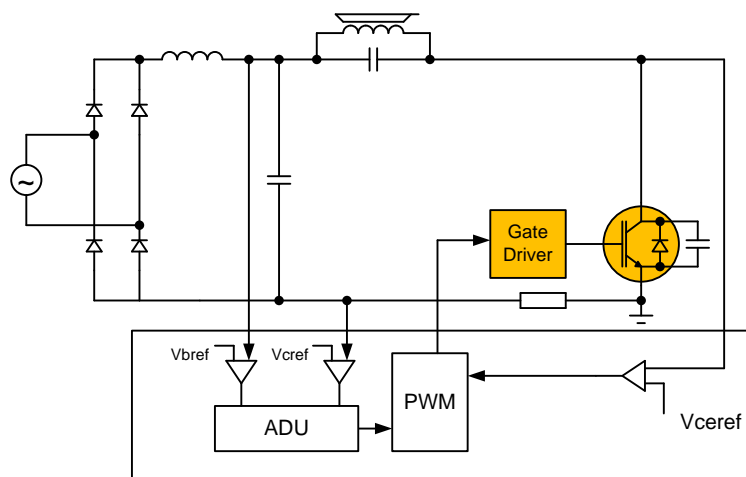 ~
Gate
Driver
Vbref
Vcref
PWM
ADU
Vceref